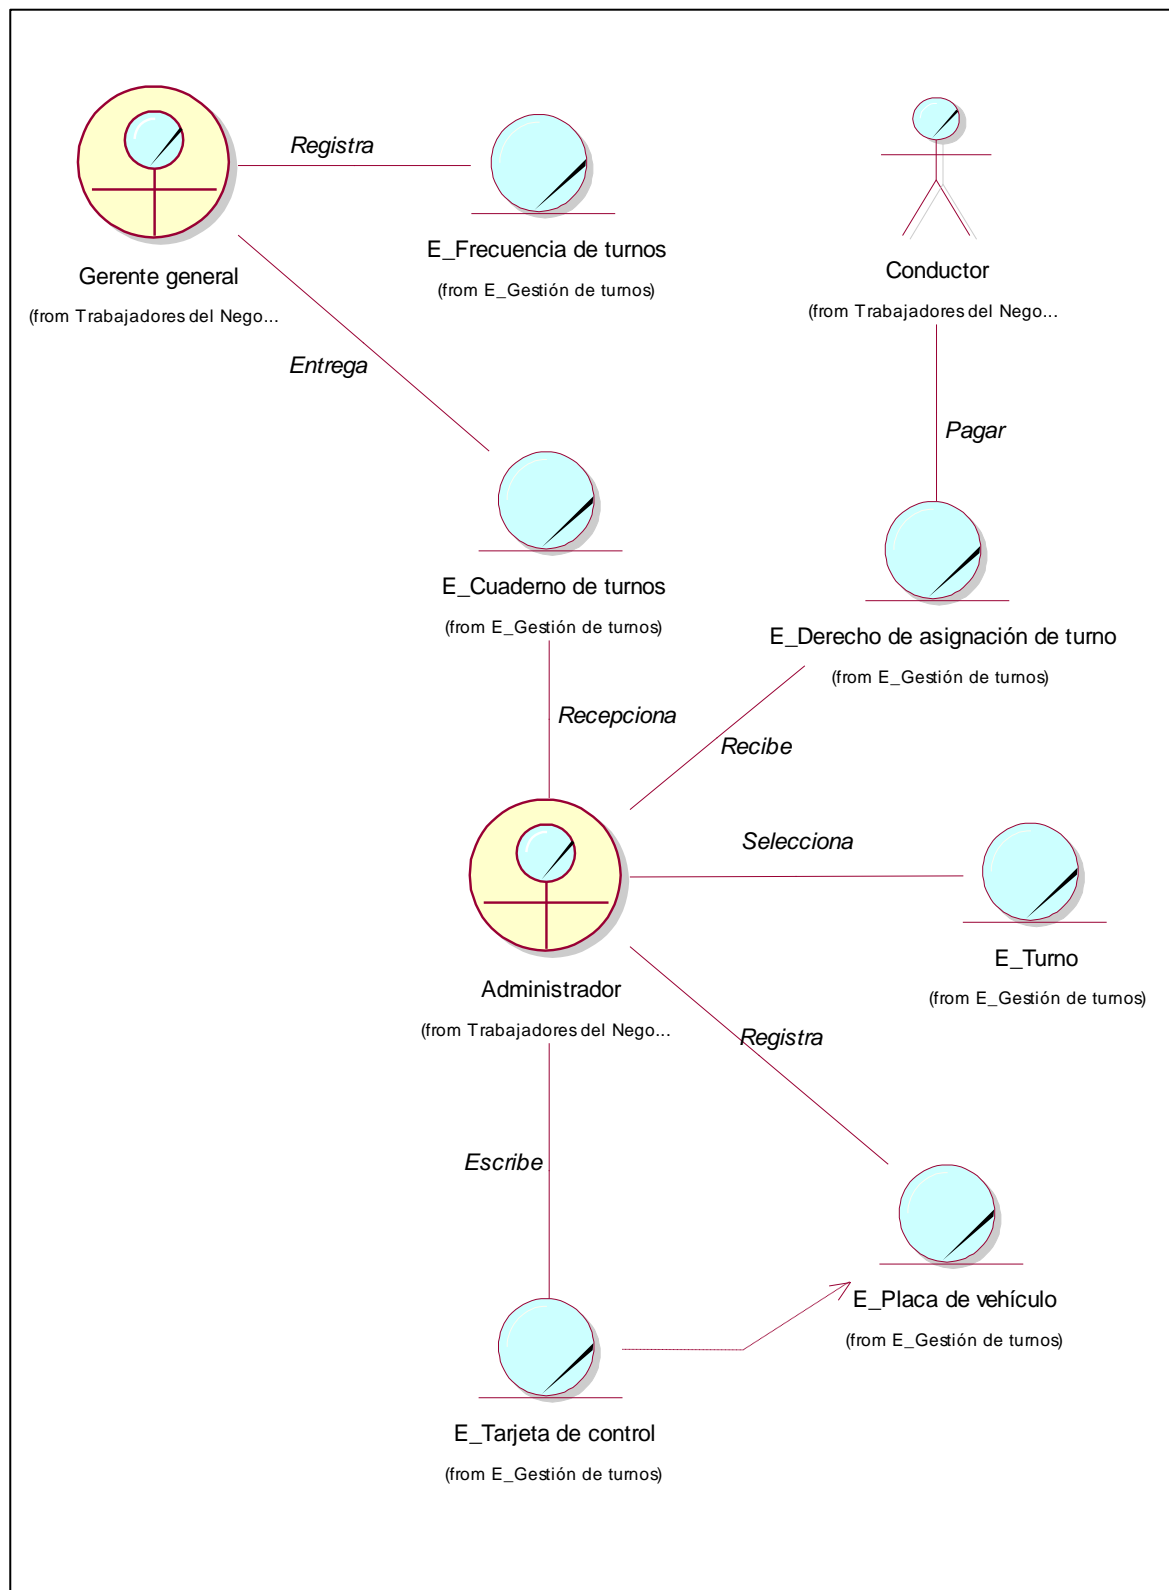 Registra
E_Frecuencia de turnos
(from E_Gestión de turnos)
Gerente general
(from Trabajadores del Nego...
Conductor
(from Trabajadores del Nego...
Entrega
Pagar
E_Cuaderno de turnos
(from E_Gestión de turnos)
E_Derecho de asignación de turno
(from E_Gestión de turnos)
Recepciona
Recibe
Selecciona
E_Turno
(from E_Gestión de turnos)
Administrador
(from Trabajadores del Nego...
Registra
Escribe
E_Placa de vehículo
(from E_Gestión de turnos)
E_Tarjeta de control
(from E_Gestión de turnos)